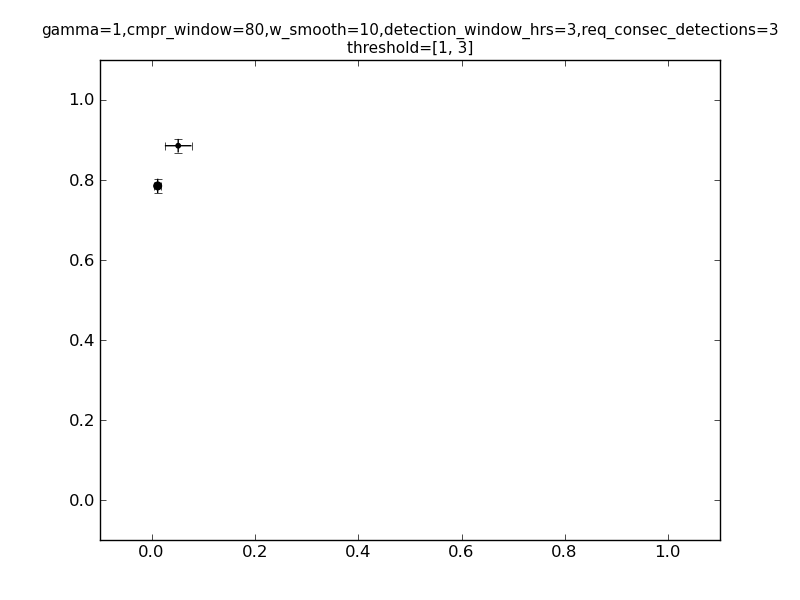 gamma=1,cmpr_window=80,w_smooth=10,detection_window_hrs=3,req_consec_detections=3
threshold=[1, 3]
1.0
0.8
0.6
0.4
0.2
0.0
0.0 0.2 0.4 0.6 0.8 1.0